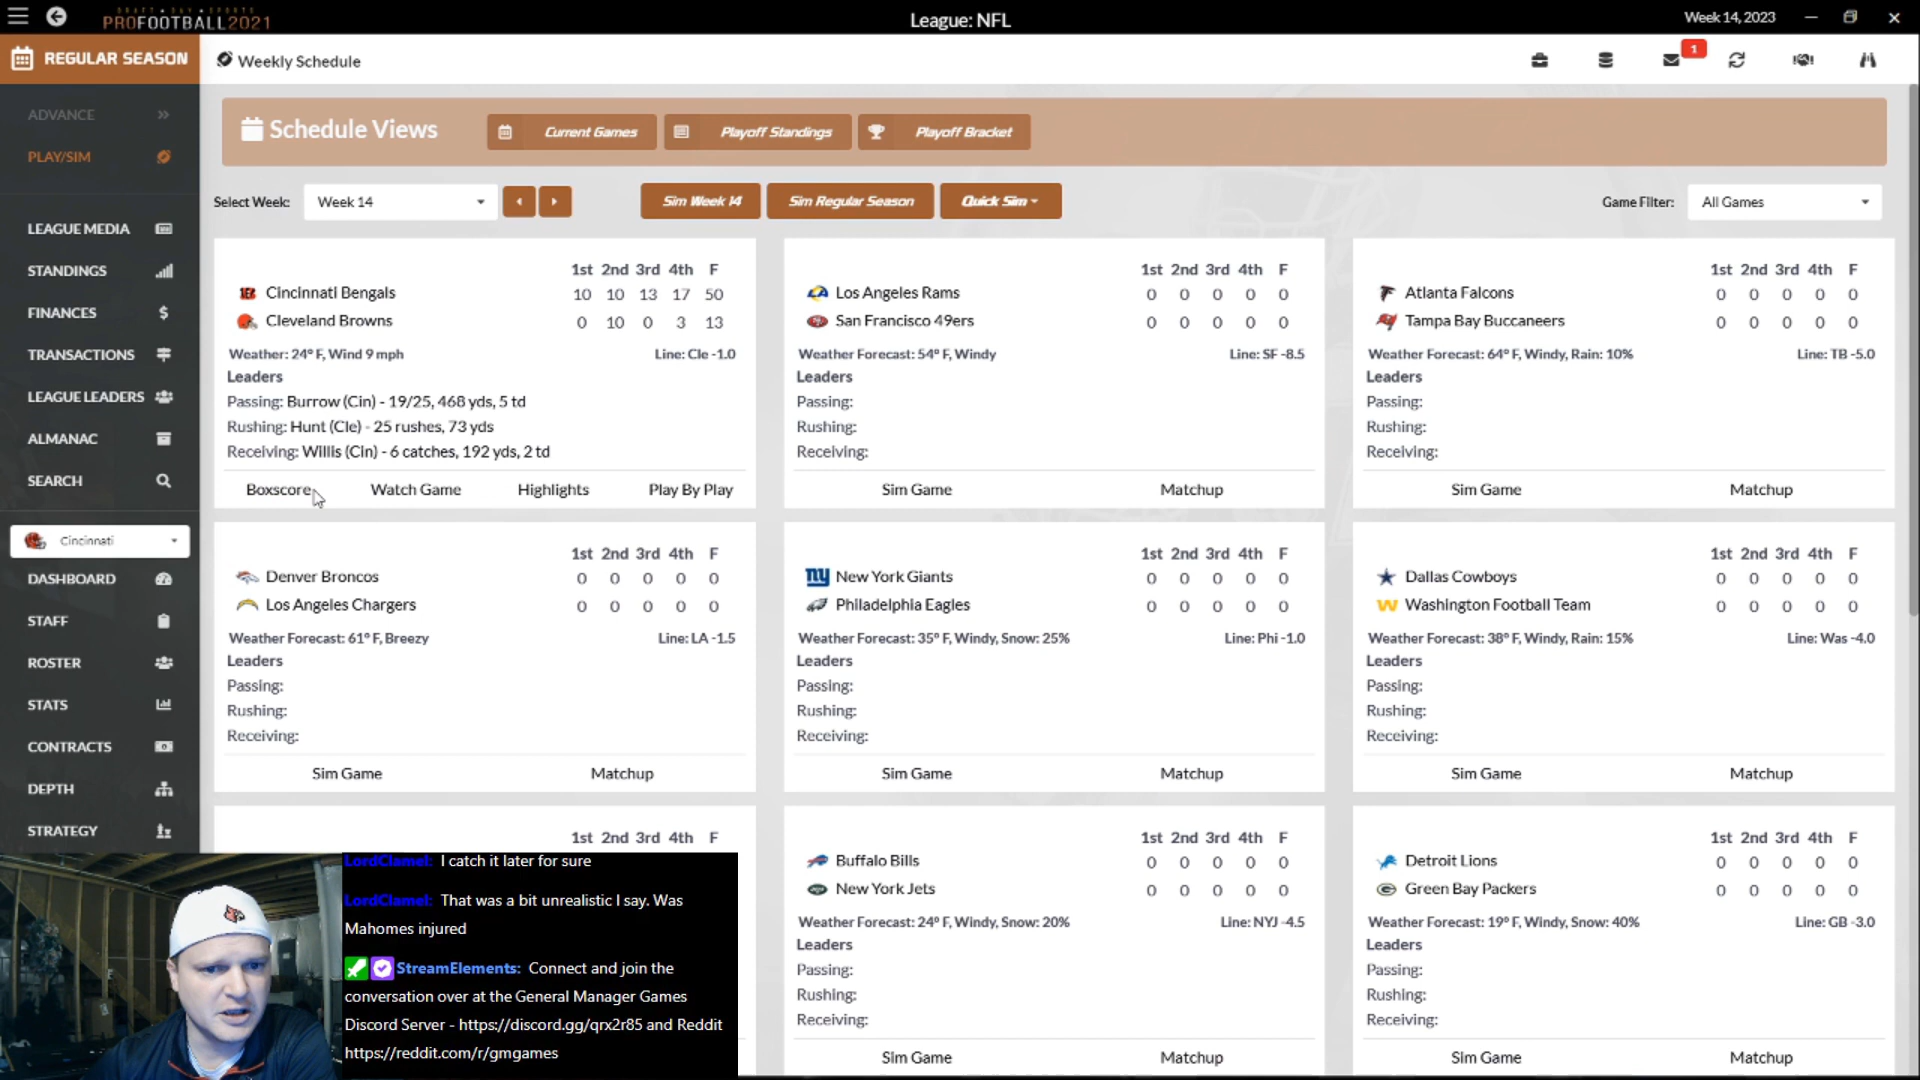 DRAFT DAY SPORTS
PROFOOTBALL2021
League: NFL
Week 14, 2023
REGULAR SEASON
Weekly Schedule
1
ADVANCE
PLAY/SIM
LEAGUE MEDIA
STANDINGS
FINANCES
TRANSACTIONS
LEAGUE LEADERS
ALMANAC
SEARCH
Cincinnati
DASHBOARD
STAFF
ROSTER
STATS
CONTRACTS
DEPTH
STRATEGY
Schedule Views
Current Games
Playoff Standings
Playoff Bracket
Select Week: Week 14
Sim Week 14
Sim Regular Season
Quick Sim
Game Filter: All Games
1st 2nd 3rd 4th F
Cincinnati Bengals 10 10 13 17 50
Cleveland Browns 0 10 0 3 13
Weather: 24° F, Wind 9 mph Line: Cle -1.0
Leaders
Passing: Burrow (Cin) - 19/25, 468 yds, 5 td
Rushing: Hunt (Cle) - 25 rushes, 73 yds
Receiving: Willis (Cin) - 6 catches, 192 yds, 2 td
Boxscore Watch Game Highlights Play By Play
1st 2nd 3rd 4th F
Los Angeles Rams 0 0 0 0 0
San Francisco 49ers 0 0 0 0 0
Weather Forecast: 54° F, Windy Line: SF -8.5
Leaders
Passing:
Rushing:
Receiving:
Sim Game Matchup
1st 2nd 3rd 4th F
Atlanta Falcons 0 0 0 0 0
Tampa Bay Buccaneers 0 0 0 0 0
Weather Forecast: 64° F, Windy, Rain: 10% Line: TB -5.0
Leaders
Passing:
Rushing:
Receiving:
Sim Game Matchup
1st 2nd 3rd 4th F
Denver Broncos 0 0 0 0 0
Los Angeles Chargers 0 0 0 0 0
Weather Forecast: 61° F, Breezy Line: LA -1.5
Leaders
Passing:
Rushing:
Receiving:
Sim Game Matchup
1st 2nd 3rd 4th F
New York Giants 0 0 0 0 0
Philadelphia Eagles 0 0 0 0 0
Weather Forecast: 35° F, Windy, Snow: 25% Line: Phi -1.0
Leaders
Passing:
Rushing:
Receiving:
Sim Game Matchup
1st 2nd 3rd 4th F
Dallas Cowboys 0 0 0 0 0
Washington Football Team 0 0 0 0 0
Weather Forecast: 38° F, Windy, Rain: 15% Line: Was -4.0
Leaders
Passing:
Rushing:
Receiving:
Sim Game Matchup
1st 2nd 3rd 4th F
1st 2nd 3rd 4th F
Buffalo Bills 0 0 0 0 0
New York Jets 0 0 0 0 0
Weather Forecast: 24° F, Windy, Snow: 20% Line: NYJ -4.5
Leaders
Passing:
Rushing:
Receiving:
Sim Game Matchup
1st 2nd 3rd 4th F
Detroit Lions 0 0 0 0 0
Green Bay Packers 0 0 0 0 0
Weather Forecast: 19° F, Windy, Snow: 40% Line: GB -3.0
Leaders
Passing:
Rushing:
Receiving:
Sim Game Matchup
LordClamel: I catch it later for sure
LordClamel: That was a bit unrealistic I say. Was
Mahomes injured
StreamElements: Connect and join the
conversation over at the General Manager Games
Discord Server - https://discord.gg/qrx2r85 and Reddit
https://reddit.com/r/gmgames